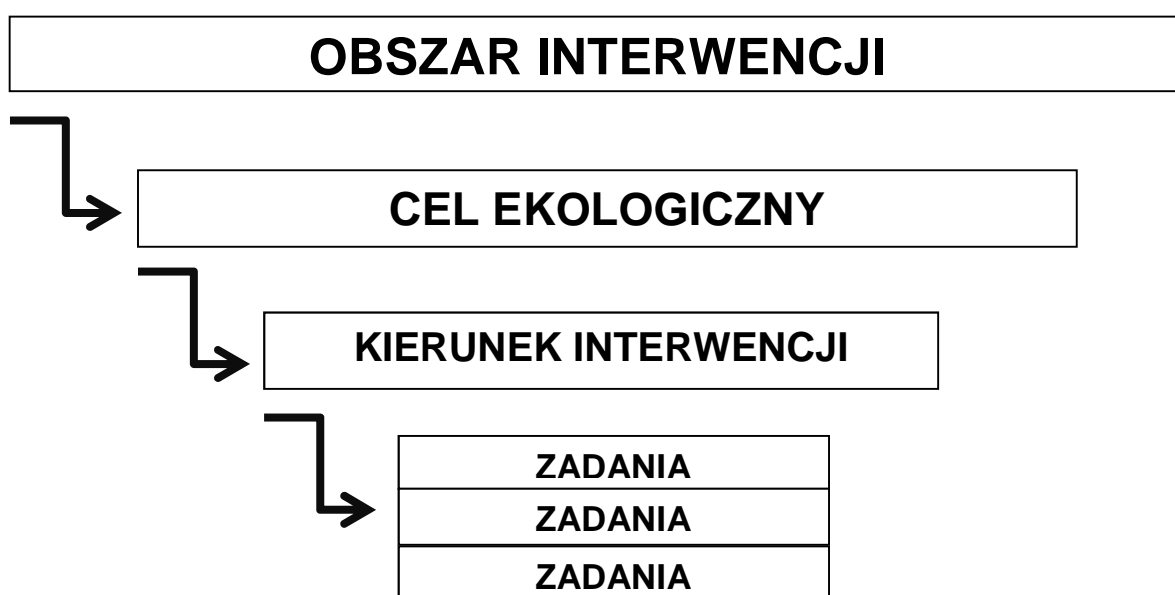 OBSZAR INTERWENCJI
CEL EKOLOGICZNY
KIERUNEK INTERWENCJI
ZADANIA
ZADANIA
ZADANIA